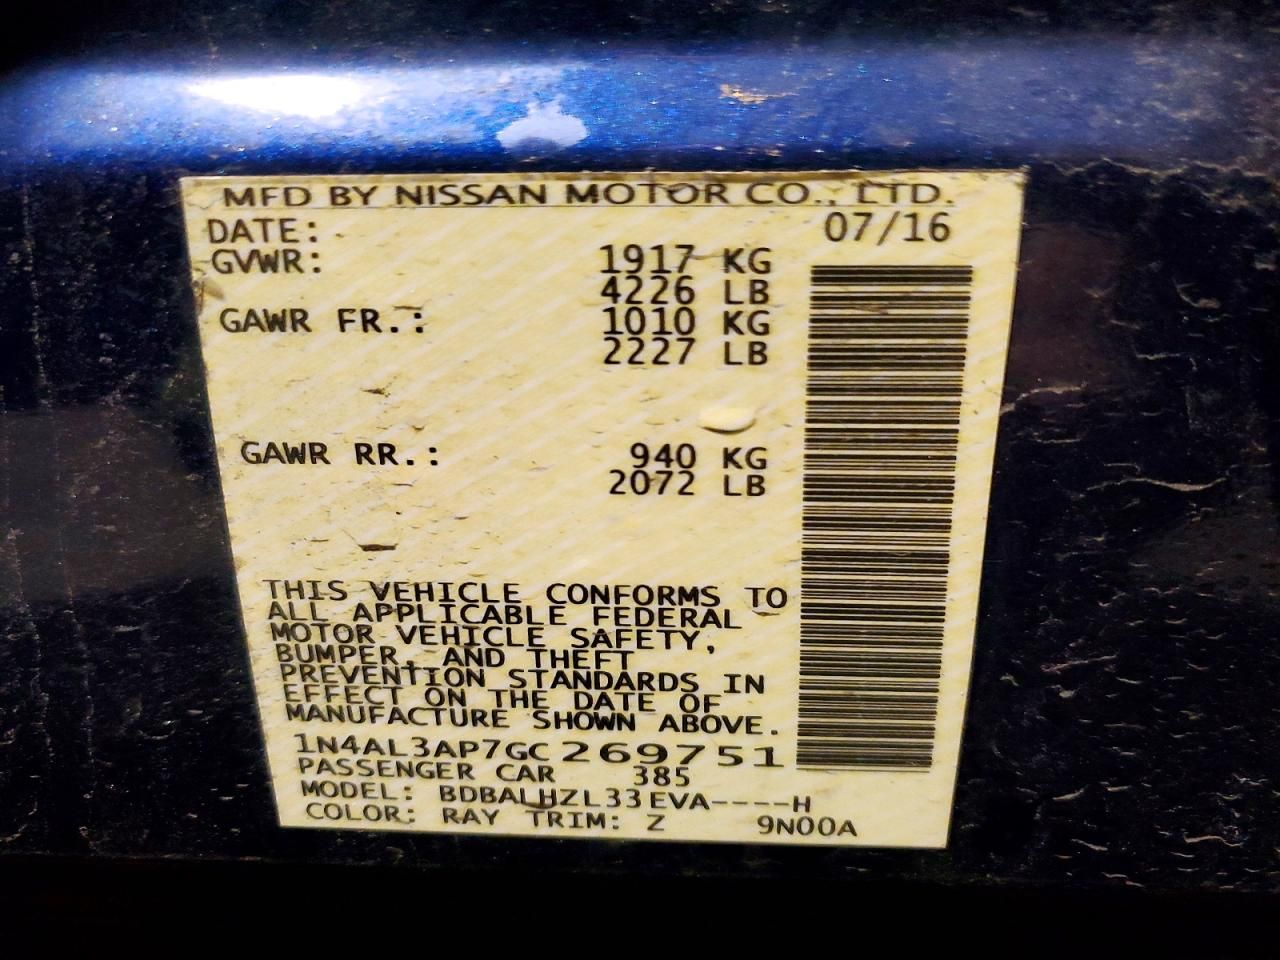 MFD BY NISSAN MOTOR CO., LTD.
DATE: 07/16
GVWR: 1917 KG
4226 LB
GAWR FR.: 1010 KG
2227 LB
GAWR RR.: 940 KG
2072 LB
THIS VEHICLE CONFORMS TO
ALL APPLICABLE FEDERAL
MOTOR VEHICLE SAFETY,
BUMPER, AND THEFT
PREVENTION STANDARDS IN
EFFECT ON THE DATE OF
MANUFACTURE SHOWN ABOVE.
1N4AL3AP7GC269751
PASSENGER CAR 385
MODEL: BDBALHZL33EVA----H
COLOR: RAY TRIM: Z 9N00A